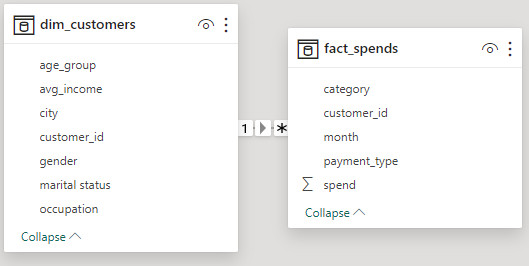 dim_customers
age_group
avg_income
city
customer_id
gender
marital status
occupation
Collapse
1
*
fact_spends
category
customer_id
month
payment_type
∑ spend
Collapse